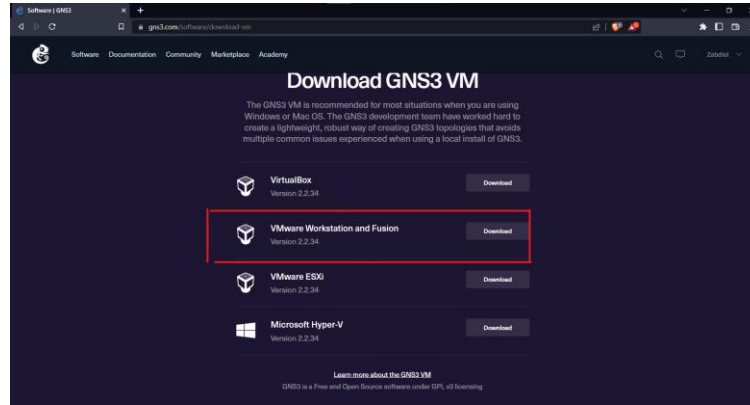 Software | GNS3
gns3.com/software/download-vm
Software Documentation Community Marketplace Academy
Zabdiel
Download GNS3 VM
The GNS3 VM is recommended for most situations when you are using
Windows or Mac OS. The GNS3 development team have worked hard to
create a lightweight, robust way of creating GNS3 topologies that avoids
multiple common issues experienced when using a local install of GNS3.
VirtualBox
Version 2.2.34
Download
VMware Workstation and Fusion
Version 2.2.34
Download
VMware ESXi
Version 2.2.34
Download
Microsoft Hyper-V
Version 2.2.34
Download
Learn more about the GNS3 VM
GNS3 is a Free and Open Source software under GPL v3 licensing